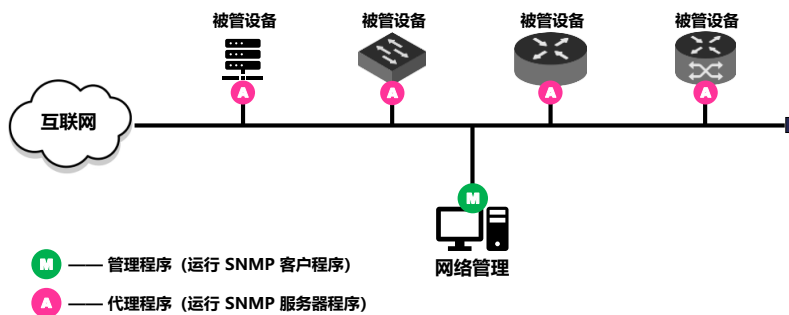 被管设备 被管设备 被管设备 被管设备
A A A A
互联网
M
网络管理
M —— 管理程序（运行 SNMP 客户程序）
A —— 代理程序（运行 SNMP 服务器程序）